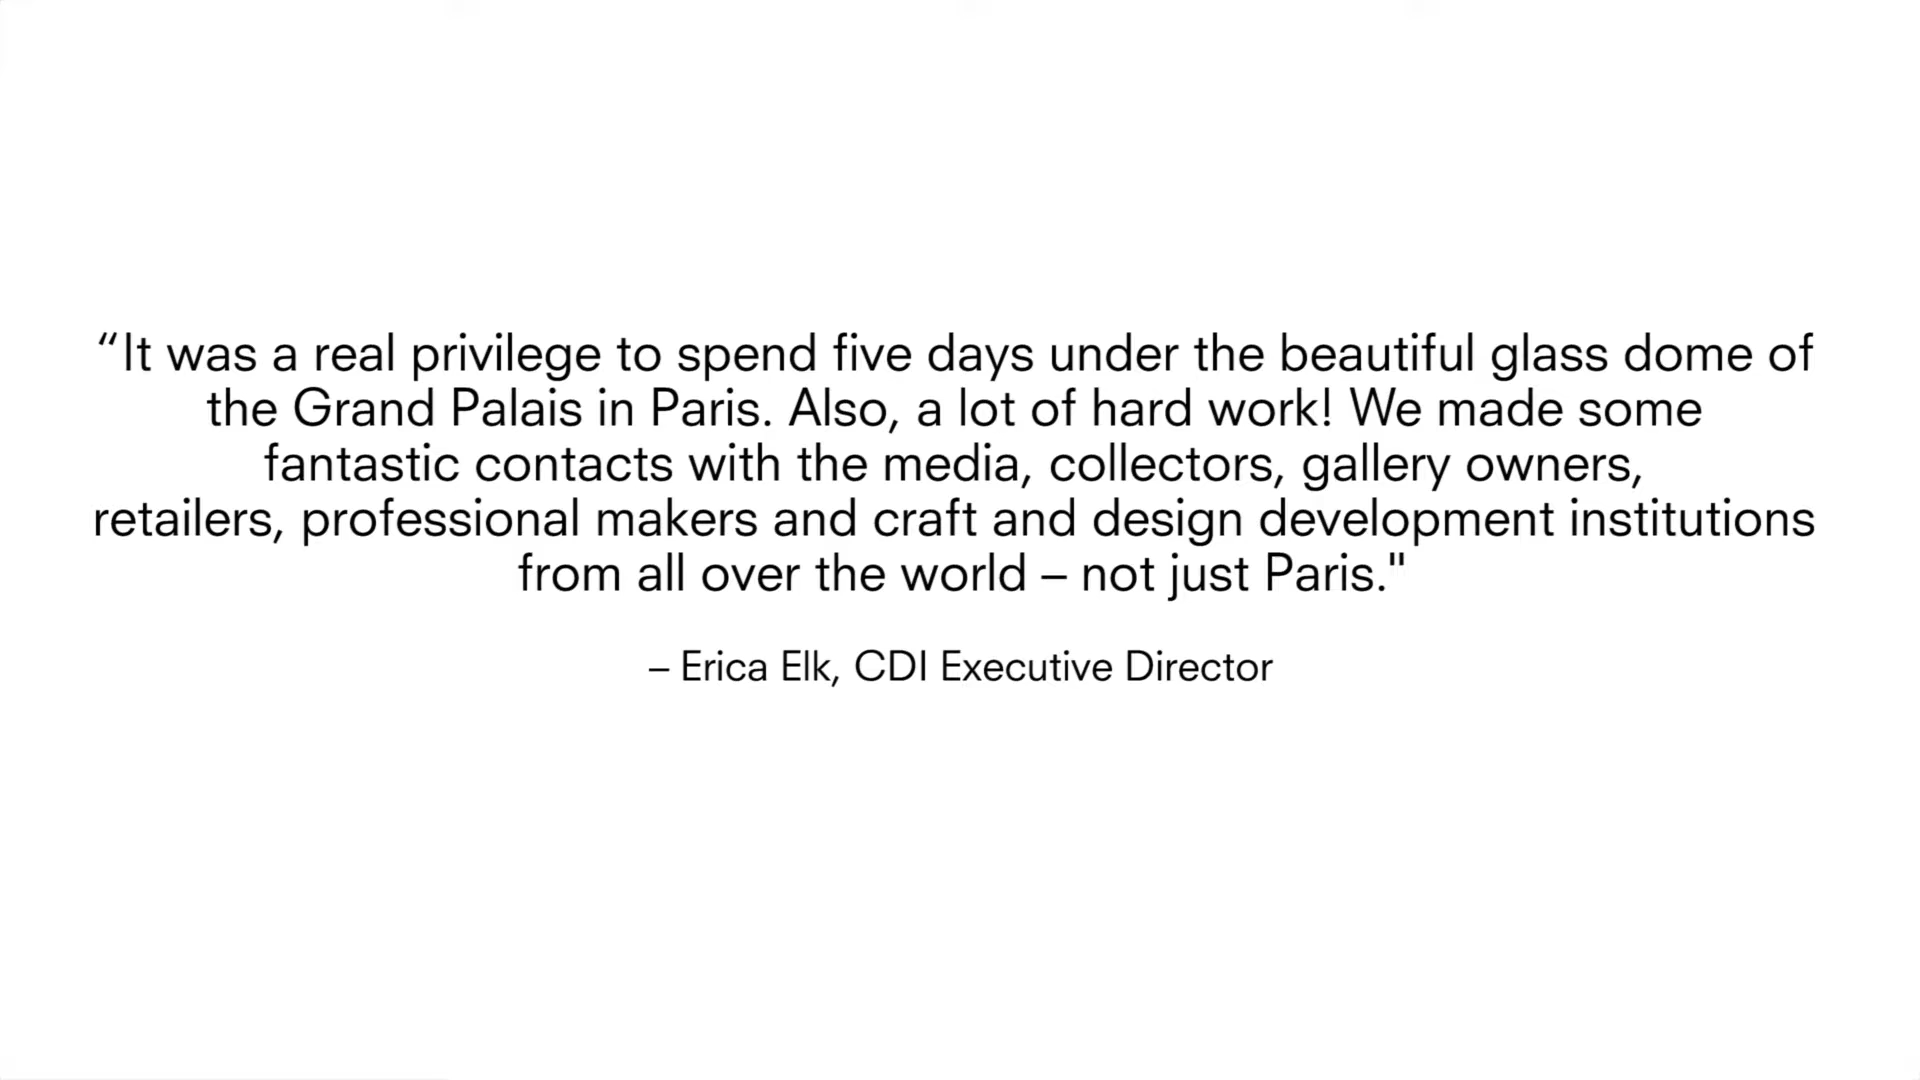 “It was a real privilege to spend five days under the beautiful glass dome of
the Grand Palais in Paris. Also, a lot of hard work! We made some
fantastic contacts with the media, collectors, gallery owners,
retailers, professional makers and craft and design development institutions
from all over the world – not just Paris."
– Erica Elk, CDI Executive Director